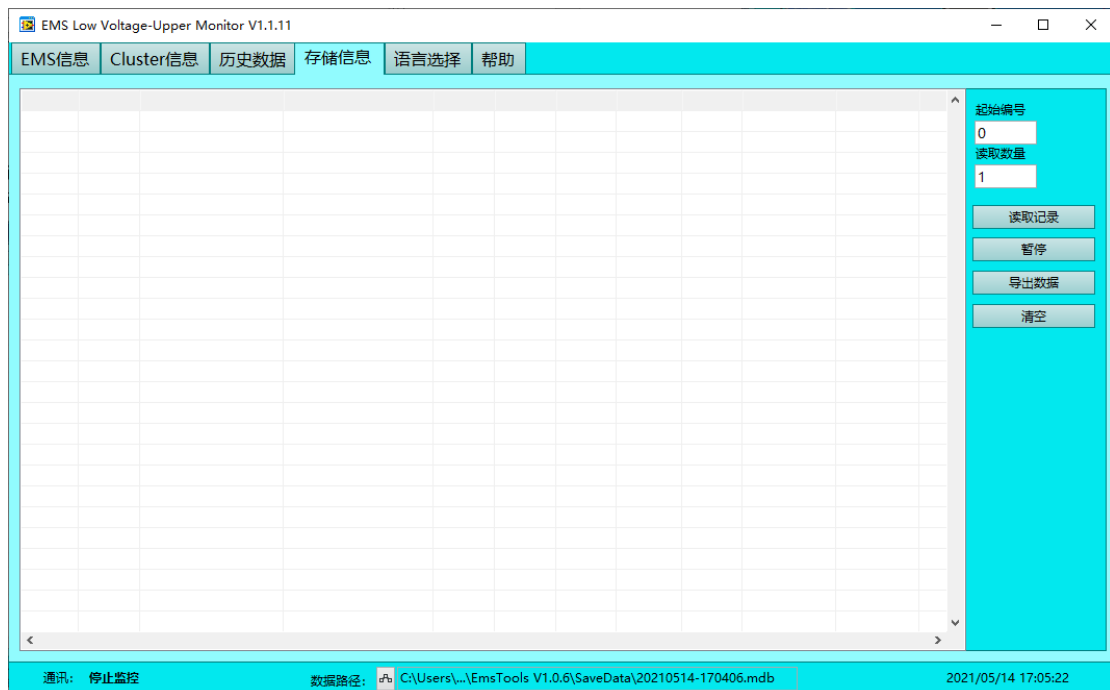 EMS Low Voltage-Upper Monitor V1.1.11
EMS信息 Cluster信息 历史数据 存储信息 语言选择 帮助
起始编号
0
读取数量
1
读取记录
暂停
导出数据
清空
通讯： 停止监控 数据路径： C:\Users\...\EmsTools V1.0.6\SaveData\20210514-170406.mdb 2021/05/14 17:05:22